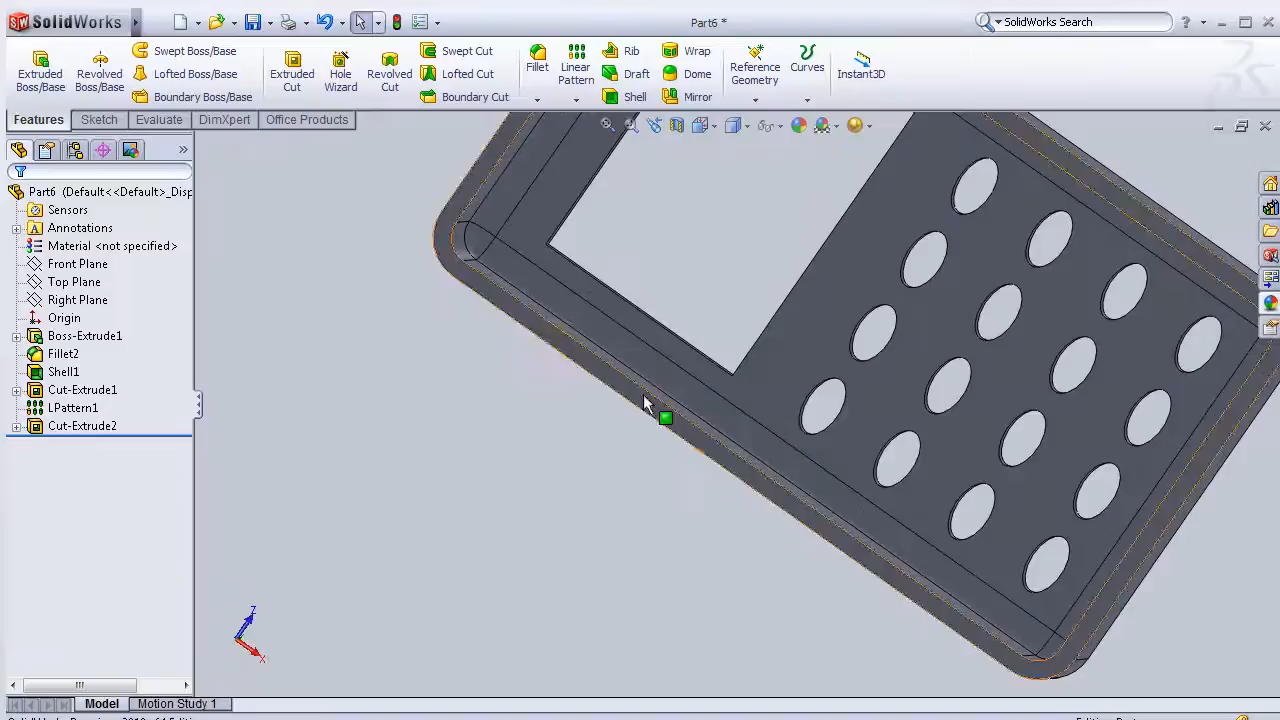 SolidWorks
Part6 *
SolidWorks Search
Extruded Boss/Base
Revolved Boss/Base
Swept Boss/Base
Lofted Boss/Base
Boundary Boss/Base
Extruded Cut
Hole Wizard
Revolved Cut
Swept Cut
Lofted Cut
Boundary Cut
Fillet
Linear Pattern
Rib
Draft
Shell
Wrap
Dome
Mirror
Reference Geometry
Curves
Instant3D
Features
Sketch
Evaluate
DimXpert
Office Products
Part6 (Default<<Default>_Disp
Sensors
Annotations
Material <not specified>
Front Plane
Top Plane
Right Plane
Origin
Boss-Extrude1
Fillet2
Shell1
Cut-Extrude1
LPattern1
Cut-Extrude2
Z
X
Model
Motion Study 1